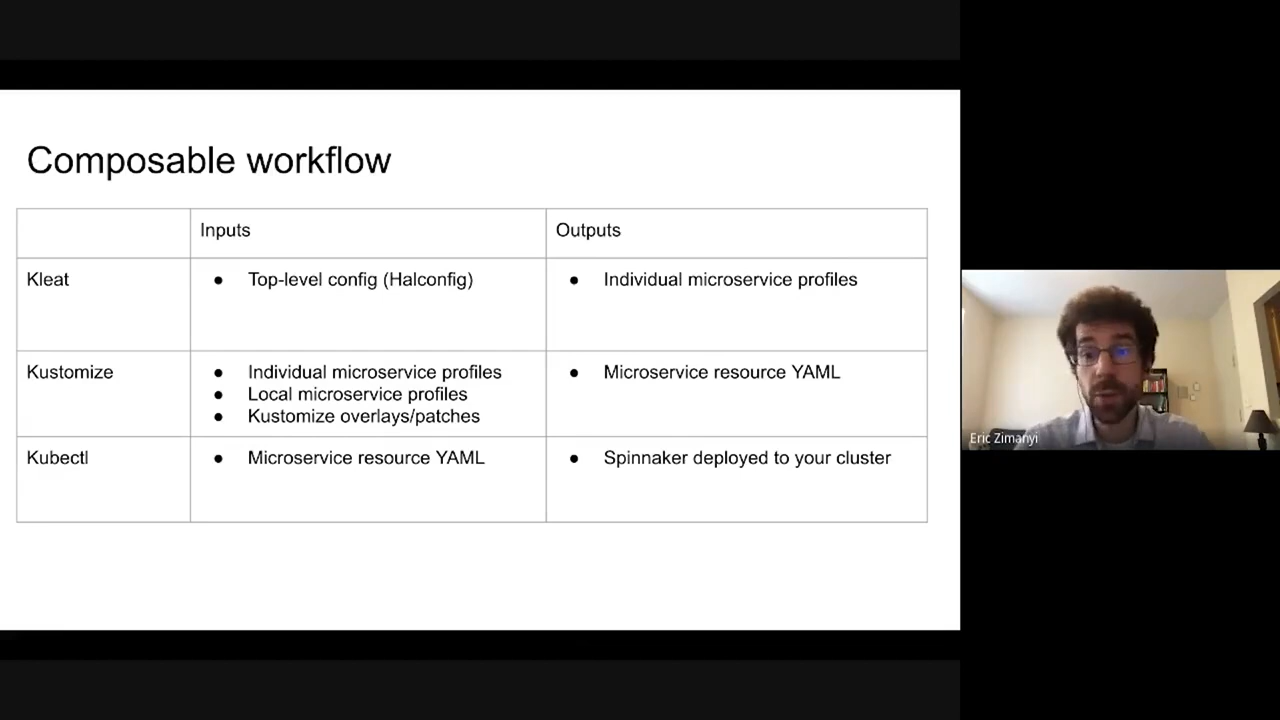 Composable workflow
Inputs
Outputs
Kleat
● Top-level config (Halconfig)
● Individual microservice profiles
Kustomize
● Individual microservice profiles
● Local microservice profiles
● Kustomize overlays/patches
● Microservice resource YAML
Kubectl
● Microservice resource YAML
● Spinnaker deployed to your cluster
Eric Zimanyi